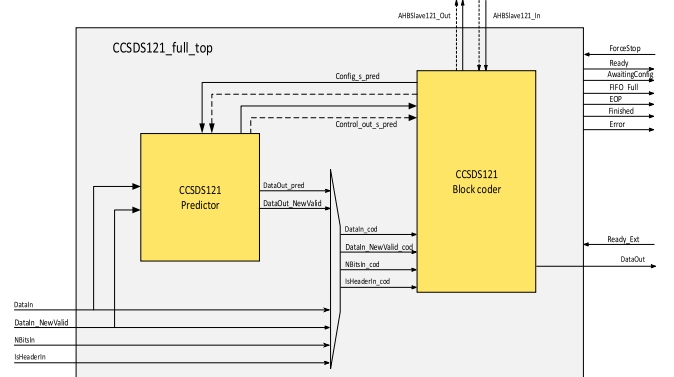 AHBSlave121_Out
AHBSlave121_In
CCSDS121_full_top
ForceStop
Ready
AwaitingConfig
FIFO_Full
EOP
Finished
Error
Config_s_pred
Control_out_s_pred
CCSDS121
Predictor
CCSDS121
Block coder
DataOut_pred
DataOut_NewValid
DataIn_cod
DataIn_NewValid_cod
NBitsIn_cod
IsHeaderIn_cod
Ready_Ext
DataOut
DataIn
DataIn_NewValid
NBitsIn
IsHeaderIn